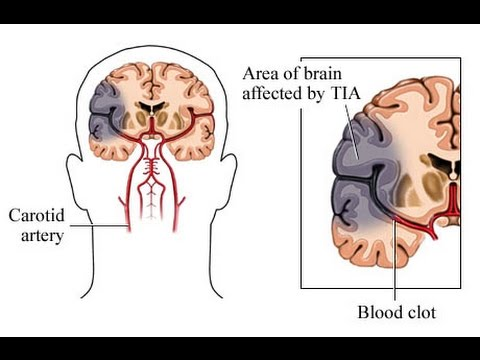 Area of brain
affected by TIA
Carotid
artery
Blood clot